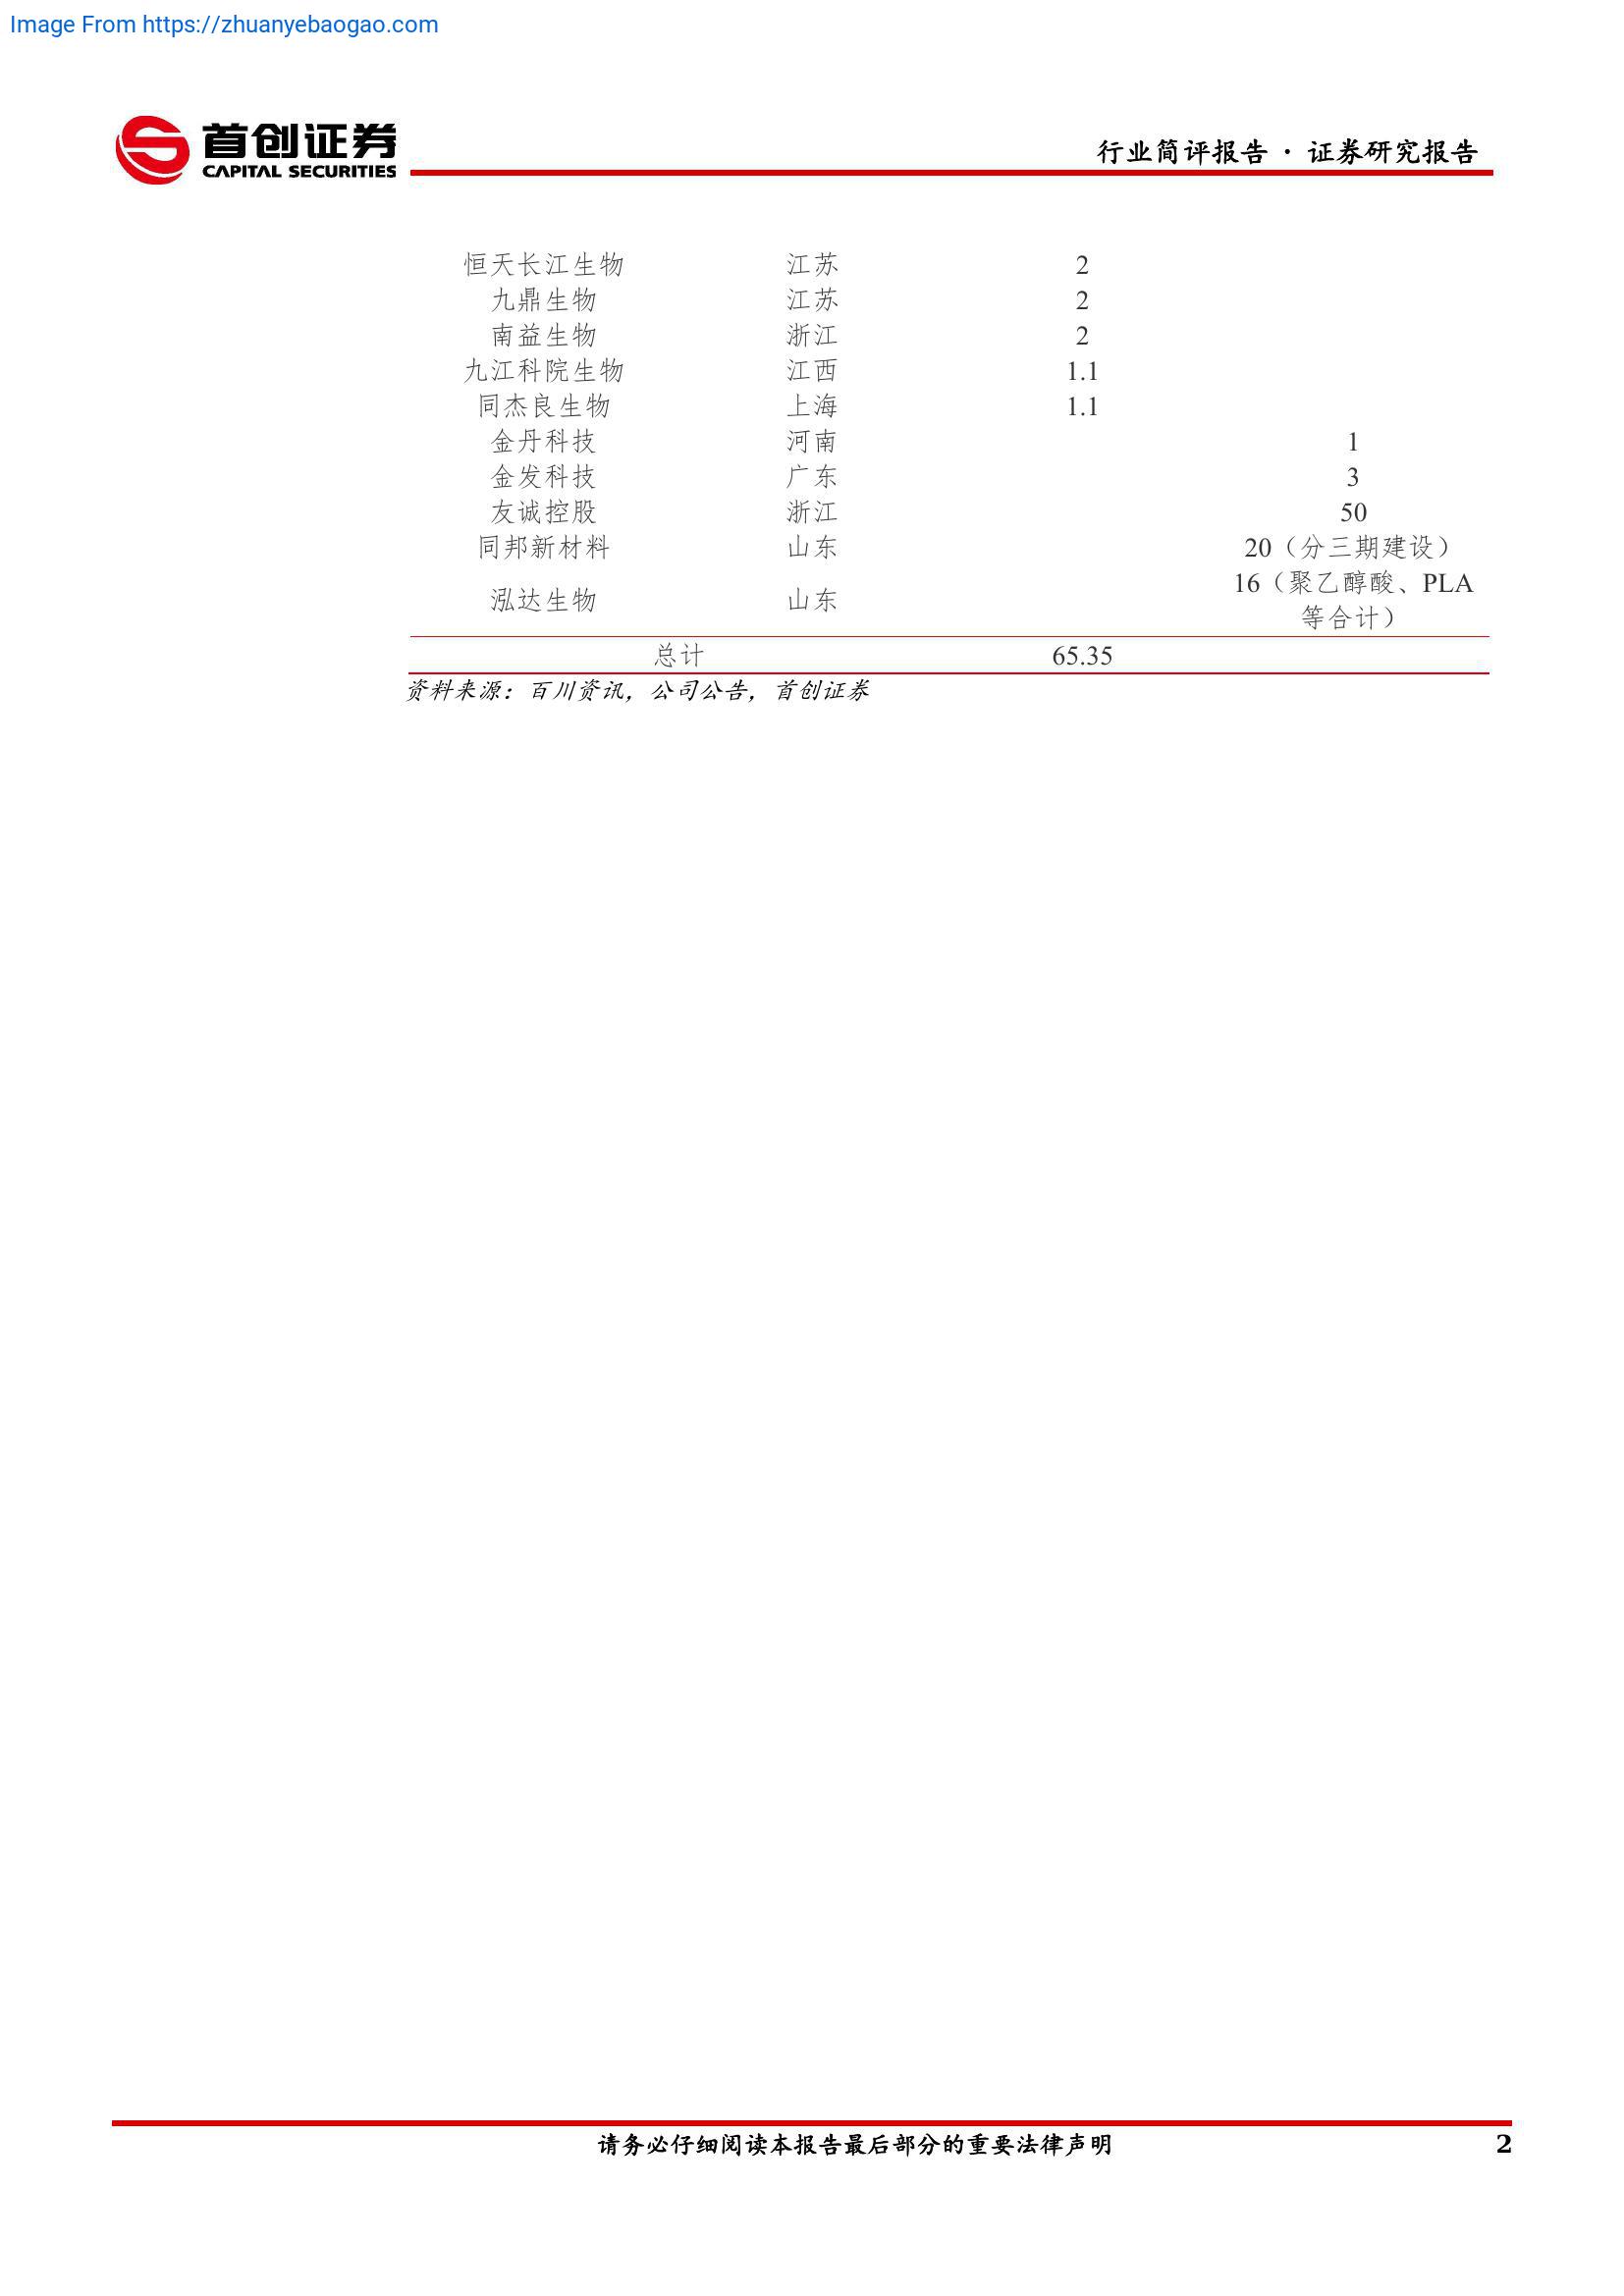 Image From https://zhuanyebaogao.com
首创证券
CAPITAL SECURITIES
行业简评报告·证券研究报告
恒天长江生物 江苏 2
九鼎生物 江苏 2
南益生物 浙江 2
九江科院生物 江西 1.1
同杰良生物 上海 1.1
金丹科技 河南 1
金发科技 广东 3
友诚控股 浙江 50
同邦新材料 山东 20（分三期建设）
泓达生物 山东 16（聚乙醇酸、PLA
等合计）
总计 65.35
资料来源：百川资讯，公司公告，首创证券
请务必仔细阅读本报告最后部分的重要法律声明 2